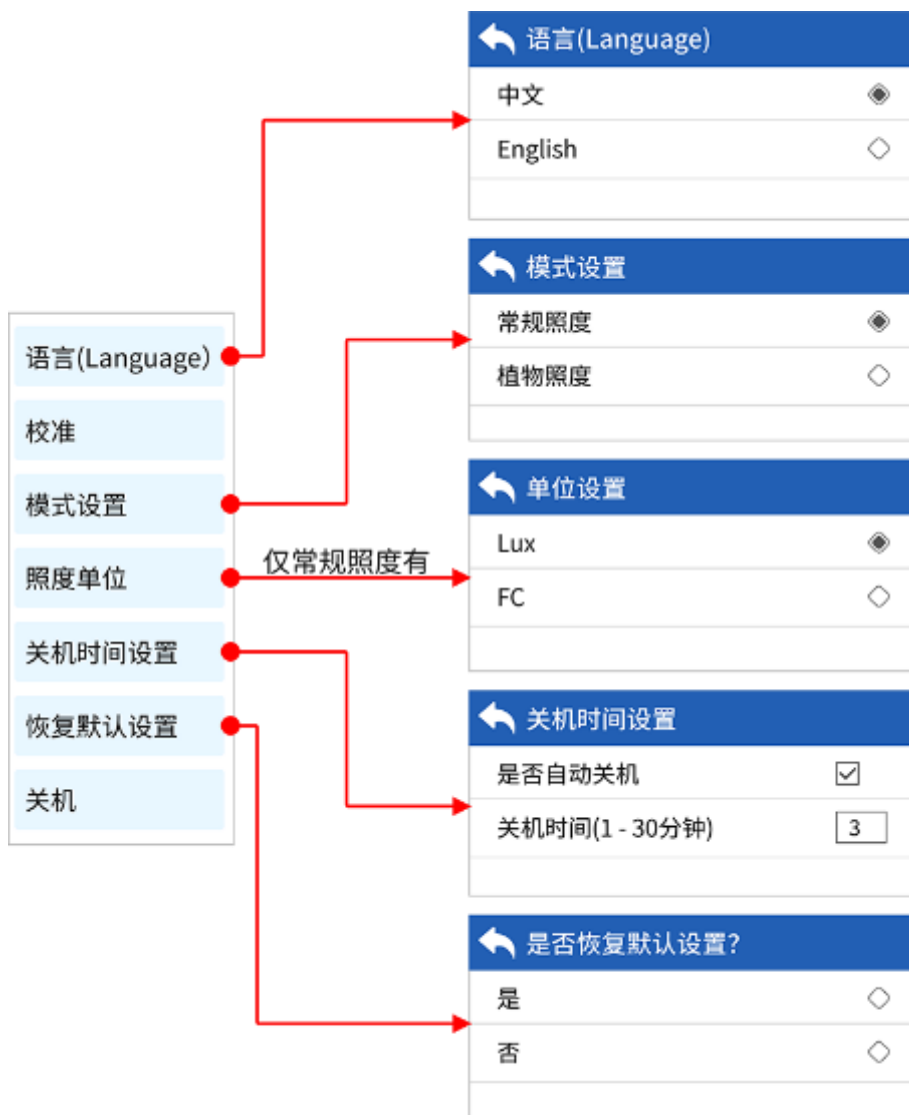 语言(Language)
中文
English
模式设置
常规照度
植物照度
单位设置
Lux
FC
关机时间设置
是否自动关机
关机时间(1 - 30分钟) 3
是否恢复默认设置?
是
否
语言(Language）
校准
模式设置
照度单位
关机时间设置
恢复默认设置
关机
仅常规照度有